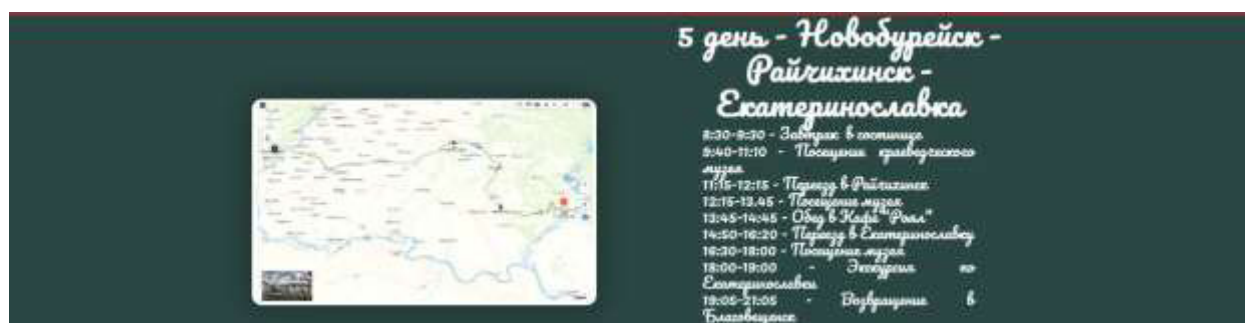 5 день - Новобурейск -
Райчихинск -
Екатеринославка
8:30-9:30 - Завтрак в гостинице
9:40-11:10 - Посещение краеведческого
музея
11:15-12:15 - Переезд в Райчихинск
12:15-13.45 - Посещение музея
13:45-14:45 - Обед в Кафе "Роял"
14:50-16:20 - Переезд в Екатеринославку
16:30-18:00 - Посещение музея
18:00-19:00 - Экскурсия по
Екатеринославки
19:05-21:05 - Возвращение в
Благовещенск